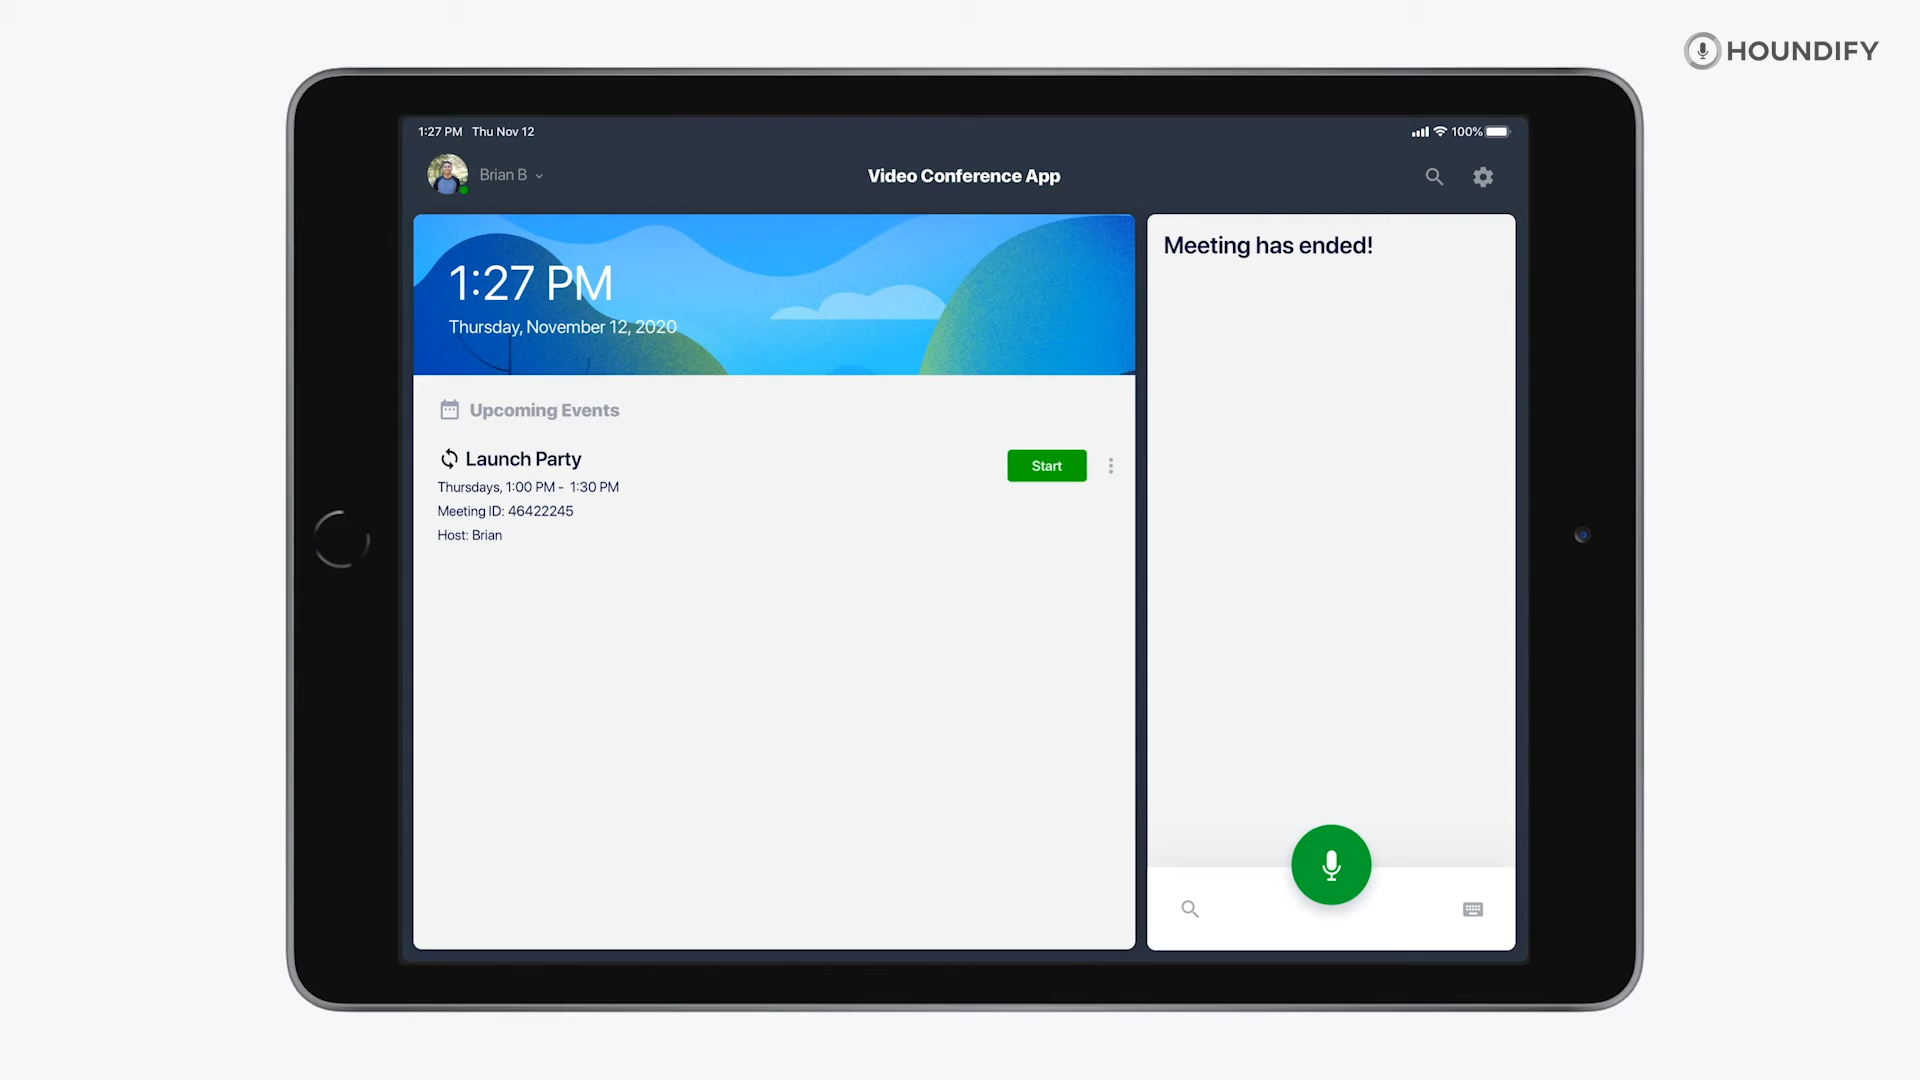 HOUNDIFY
1:27 PM Thu Nov 12
100%
Brian B
Video Conference App
1:27 PM
Thursday, November 12, 2020
Upcoming Events
Launch Party
Start
Thursdays, 1:00 PM - 1:30 PM
Meeting ID: 46422245
Host: Brian
Meeting has ended!